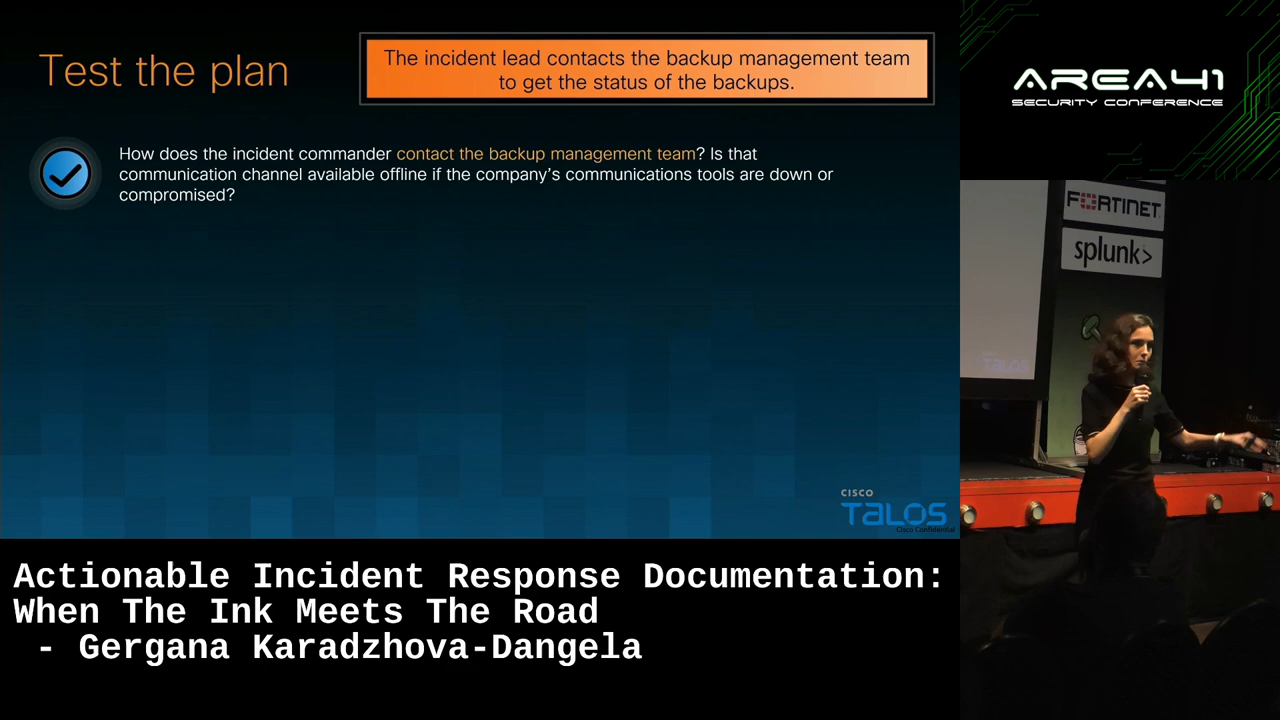 Test the plan
The incident lead contacts the backup management team
to get the status of the backups.
How does the incident commander contact the backup management team? Is that
communication channel available offline if the company's communications tools are down or
compromised?
CISCO
TALOS
Cisco Confidential
AREA41
SECURITY CONFERENCE
FORTINET
splunk>
TALOS
Actionable Incident Response Documentation:
When The Ink Meets The Road
- Gergana Karadzhova-Dangela